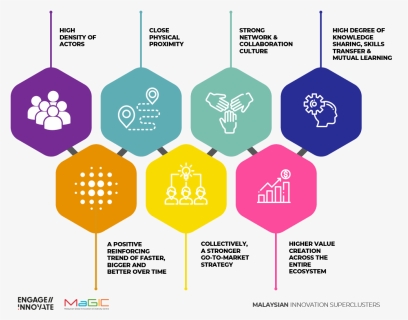 HIGH
DENSITY OF
ACTORS
CLOSE
PHYSICAL
PROXIMITY
STRONG
NETWORK &
COLLABORATION
CULTURE
HIGH DEGREE OF
KNOWLEDGE
SHARING, SKILLS
TRANSFER &
MUTUAL LEARNING
A POSITIVE
REINFORCING
TREND OF FASTER,
BIGGER AND
BETTER OVER TIME
COLLECTIVELY,
A STRONGER
GO-TO-MARKET
STRATEGY
HIGHER VALUE
CREATION
ACROSS THE
ENTIRE
ECOSYSTEM
ENGAGE//
INNOVATE
MaGIC
MALAYSIAN INNOVATION SUPERCLUSTERS